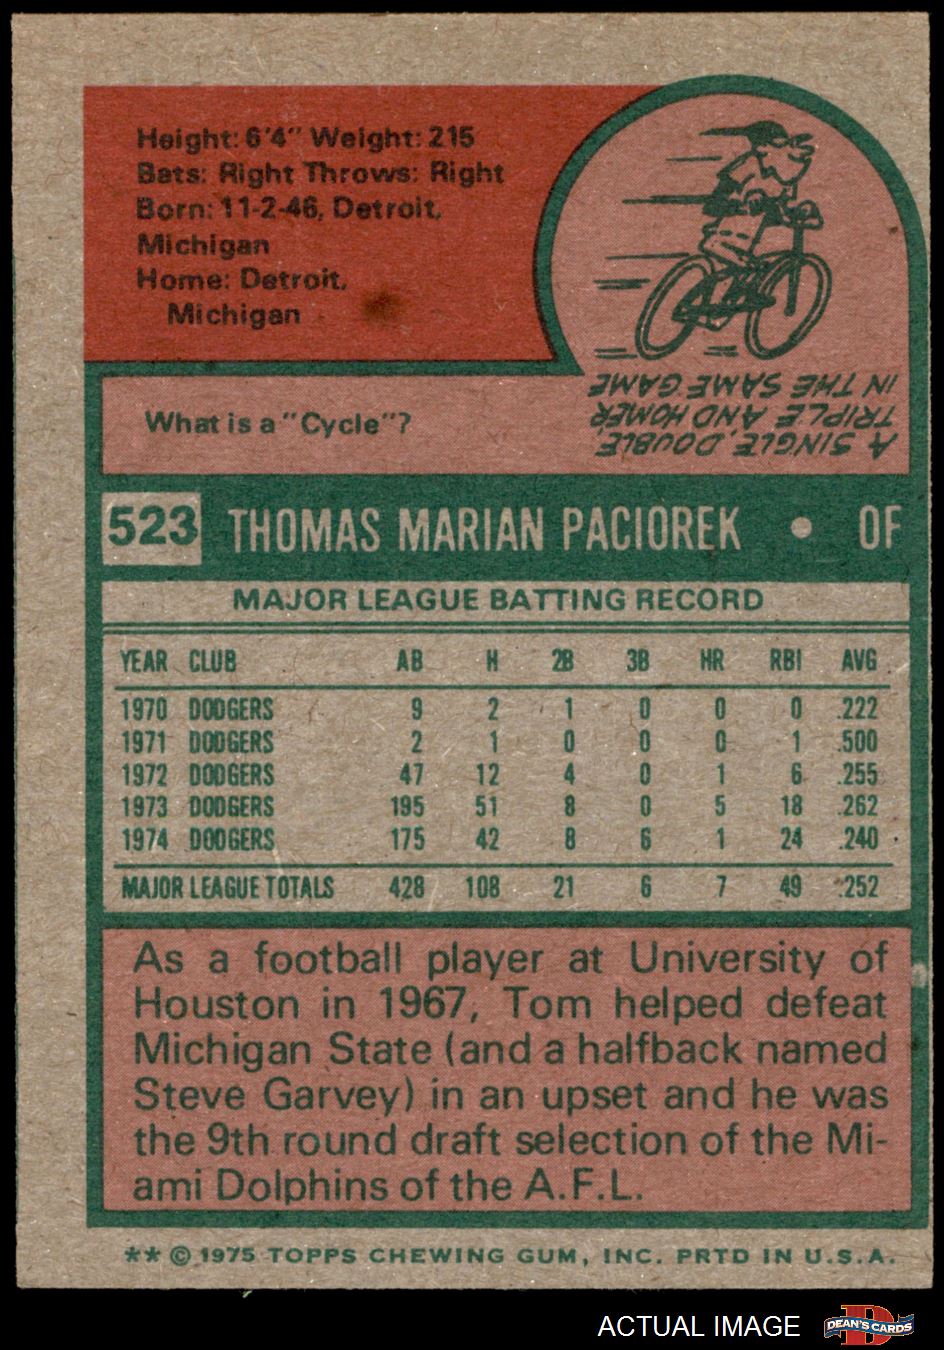 Height: 6'4" Weight: 215
Bats: Right Throws: Right
Born: 11-2-46, Detroit,
Michigan
Home: Detroit,
Michigan
What is a "Cycle"?
A SINGLE, DOUBLE,
TRIPLE AND HOMER
IN THE SAME GAME
523 THOMAS MARIAN PACIOREK • OF
MAJOR LEAGUE BATTING RECORD
YEAR CLUB AB H 2B 3B HR RBI AVG
1970 DODGERS 9 2 1 0 0 0 .222
1971 DODGERS 2 1 0 0 0 1 .500
1972 DODGERS 47 12 4 0 1 6 .255
1973 DODGERS 195 51 8 0 5 18 .262
1974 DODGERS 175 42 8 6 1 24 .240
MAJOR LEAGUE TOTALS 428 108 21 6 7 49 .252
As a football player at University of
Houston in 1967, Tom helped defeat
Michigan State (and a halfback named
Steve Garvey) in an upset and he was
the 9th round draft selection of the Mi-
ami Dolphins of the A.F.L.
** © 1975 TOPPS CHEWING GUM, INC. PRTD IN U.S.A.
ACTUAL IMAGE D DEAN'S CARDS